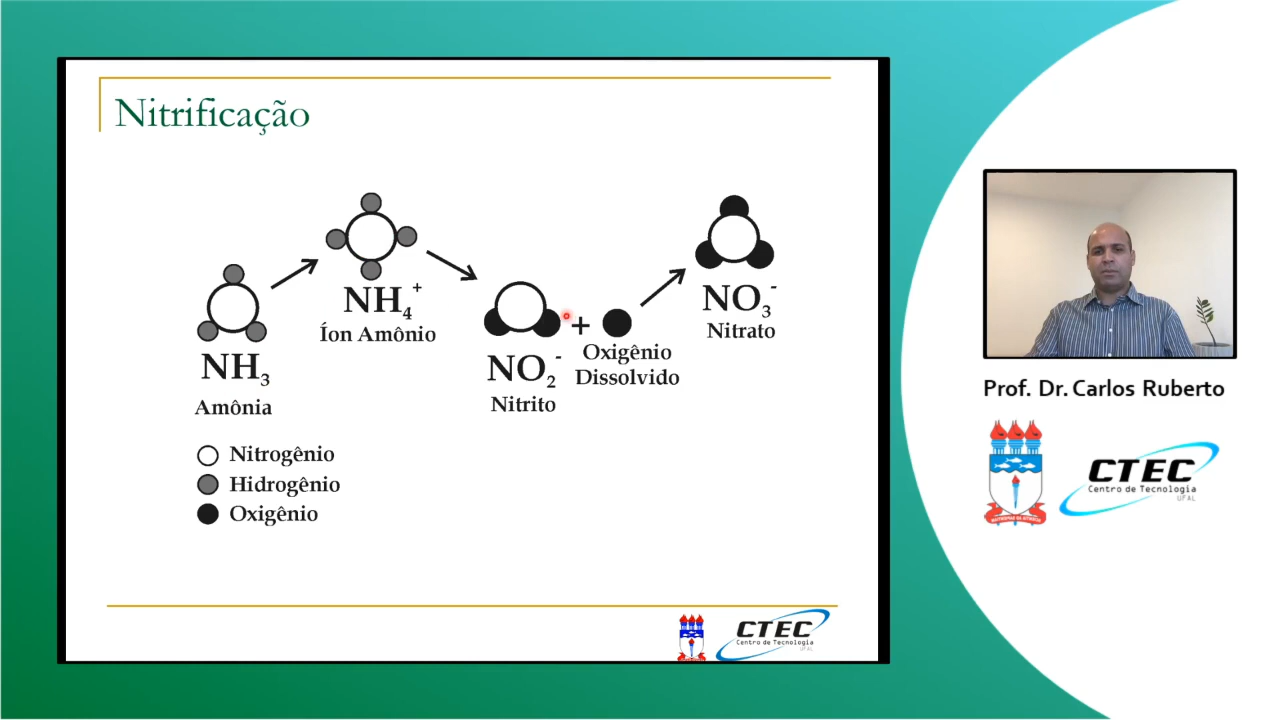 Nitrificação
NH₄⁺
Íon Amônio
NO₃⁻
Nitrato
NH₃
Amônia
NO₂⁻
Nitrito
+
Oxigênio
Dissolvido
Nitrogênio
Hidrogênio
Oxigênio
CTEC
Centro de Tecnologia
UFAL
Prof. Dr. Carlos Ruberto
CTEC
Centro de Tecnologia
UFAL